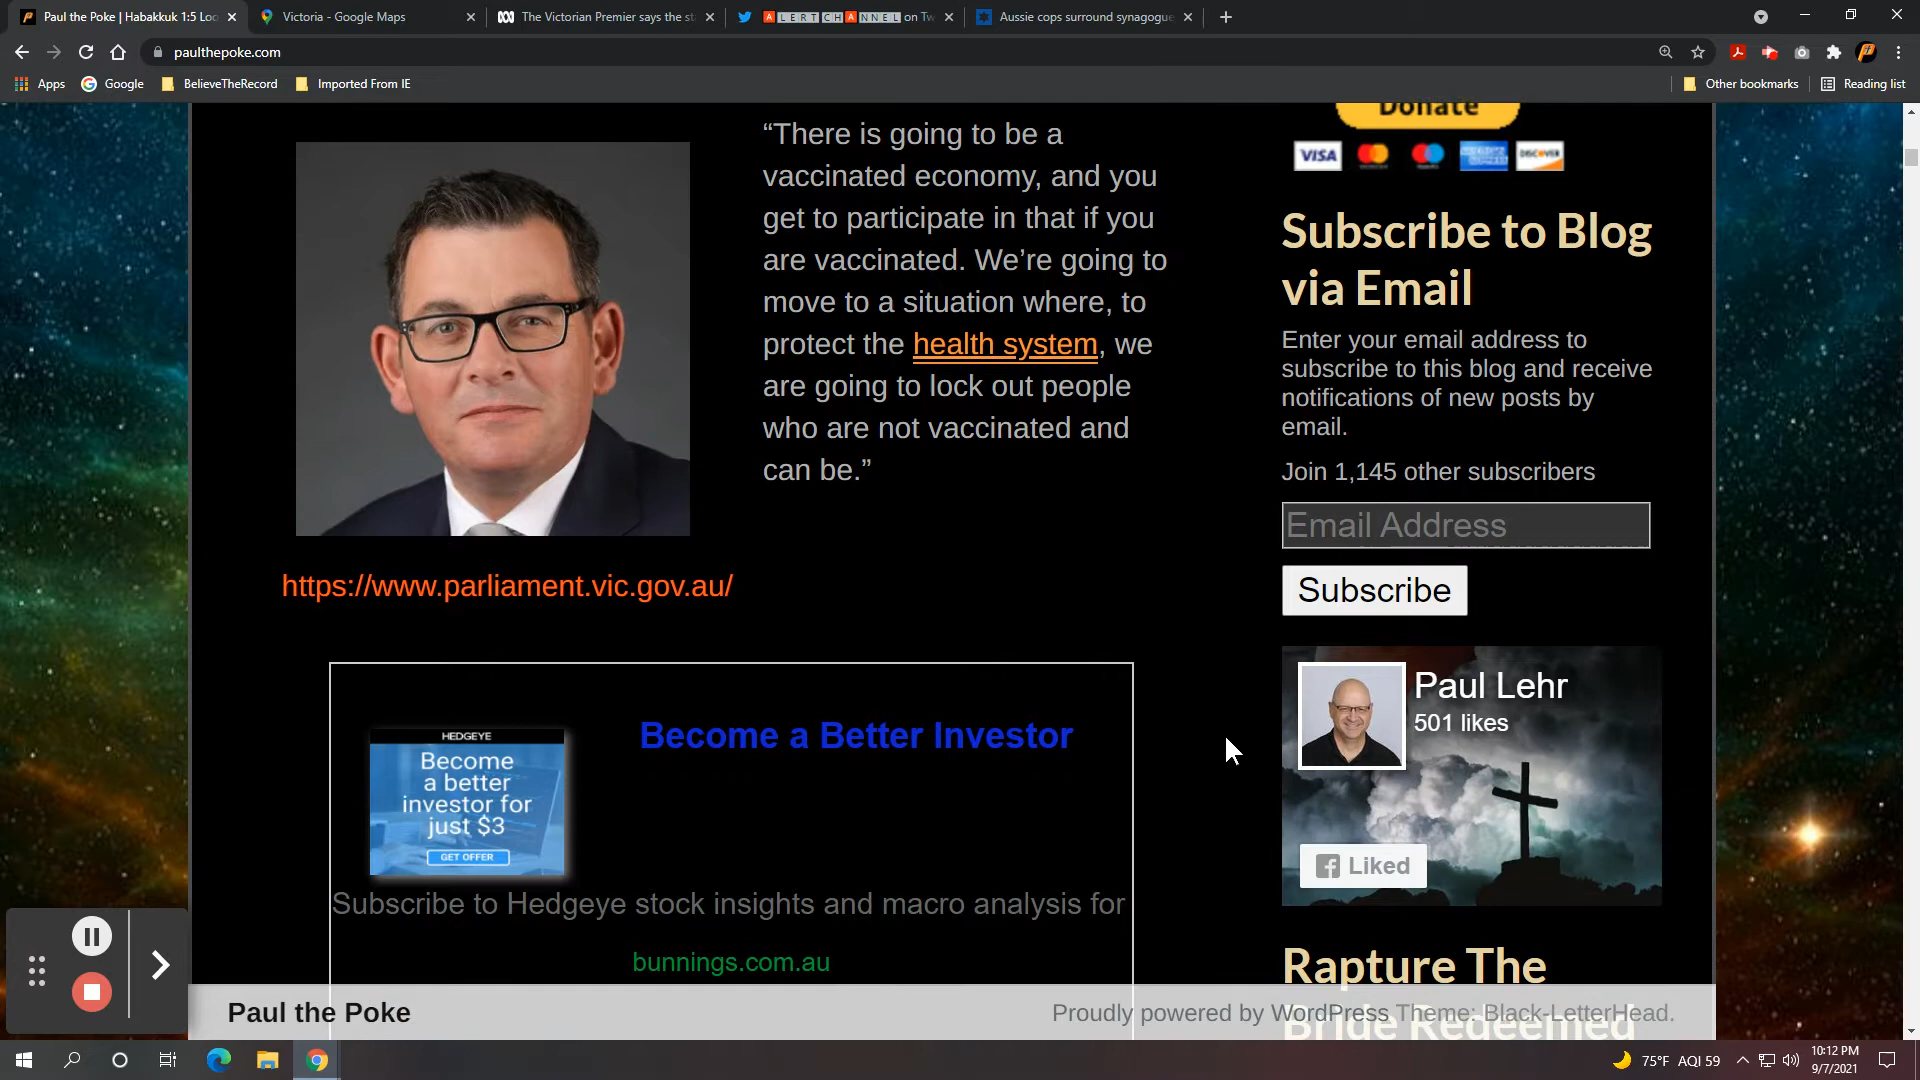 Paul the Poke | Habakkuk 1:5 Loo
Victoria - Google Maps
The Victorian Premier says the st
ALERT CHANNEL on Tw
Aussie cops surround synagogue
paulthepoke.com
Apps
Google
BelieveTheRecord
Imported From IE
Other bookmarks
Reading list
“There is going to be a
vaccinated economy, and you
get to participate in that if you
are vaccinated. We’re going to
move to a situation where, to
protect the health system, we
are going to lock out people
who are not vaccinated and
can be.”
https://www.parliament.vic.gov.au/
HEDGEYE
Become
a better
investor for
just $3
GET OFFER
Become a Better Investor
Subscribe to Hedgeye stock insights and macro analysis for
bunnings.com.au
Donate
VISA
DISCOVER
Subscribe to Blog
via Email
Enter your email address to
subscribe to this blog and receive
notifications of new posts by
email.
Join 1,145 other subscribers
Email Address
Subscribe
Paul Lehr
501 likes
Liked
Rapture The
Bride Redeemed
Paul the Poke
Proudly powered by WordPress Theme: Black-LetterHead.
75°F AQI 59
10:12 PM
9/7/2021